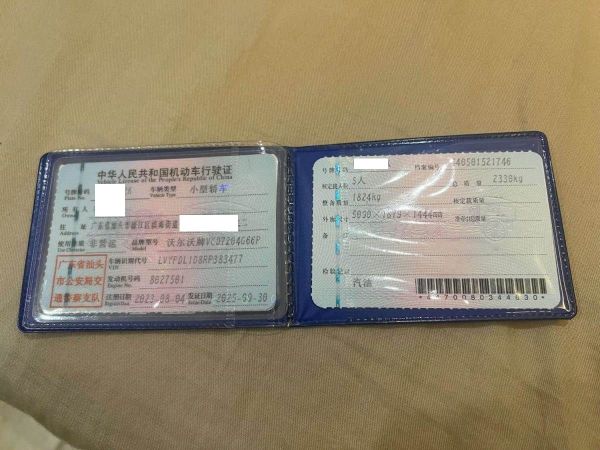 中华人民共和国机动车行驶证
Vehicle License of the People's Republic of China
号牌号码 车辆类型 小型轿车
Plate No. Vehicle Type
所有人
Owner
住 址 广东省汕头市
Address
使用性质 非营运 品牌型号 沃尔沃牌VCD7204G66P
Use Character Model
广东省汕头
市公安局交
通警察支队
车辆识别代号
VIN
发动机号码
Engine No.
注册日期 2023-08-04 发证日期 2025-09-30
Register Date Issue Date
号牌号码 档案编号 440501521746
核定载人数 5人 总质量 2330kg
整备质量 1824kg 核定载质量
外廓尺寸 准牵引总质量
备 注
检验记录
汽油